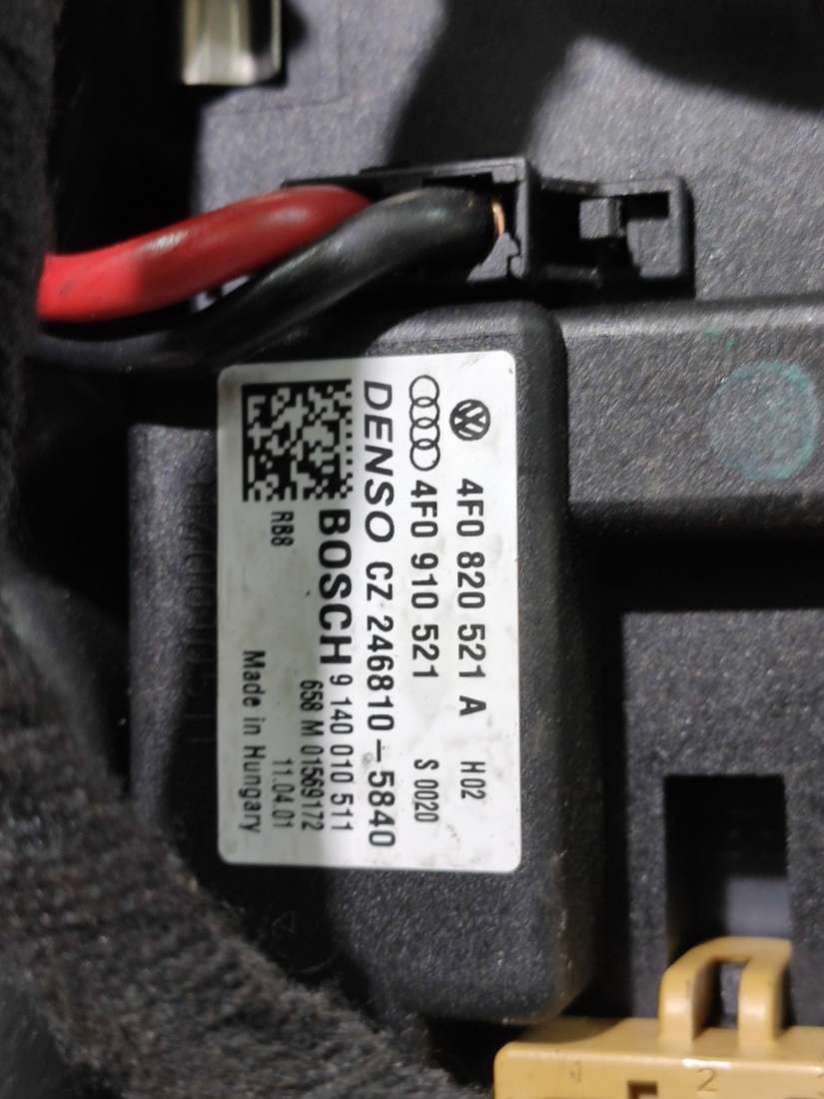 4F0 820 521 A H02
4F0 910 521 S 0020
DENSO CZ 246810-5840
BOSCH 9 140 010 511
658 M 01569172
RB8 11.04.01
Made in Hungary
2